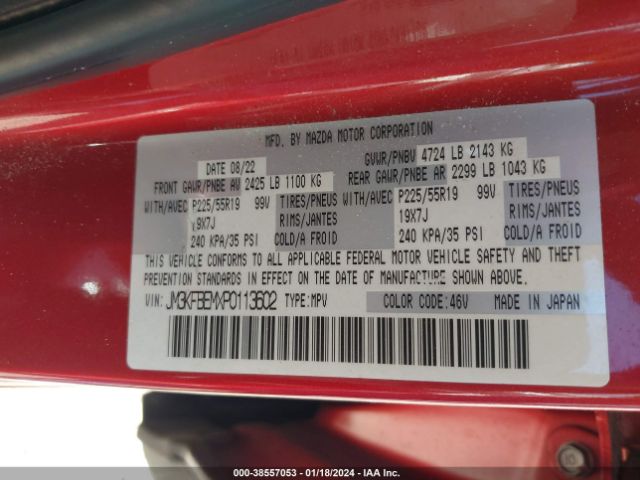 MFD. BY MAZDA MOTOR CORPORATION
DATE 08/22 GVWR/PNBV 4724 LB 2143 KG
FRONT GAWR/PNBE AV 2425 LB 1100 KG REAR GAWR/PNBE AR 2299 LB 1043 KG
WITH/AVEC P225/55R19 99V TIRES/PNEUS WITH/AVEC P225/55R19 99V TIRES/PNEUS
19X7J RIMS/JANTES 19X7J RIMS/JANTES
240 KPA/35 PSI COLD/A FROID 240 KPA/35 PSI COLD/A FROID
THIS VEHICLE CONFORMS TO ALL APPLICABLE FEDERAL MOTOR VEHICLE SAFETY AND THEFT
PREVENTION STANDARDS IN EFFECT ON THE DATE OF MANUFACTURE SHOWN ABOVE.
VIN: JM3KFBEMXP0113602 TYPE:MPV COLOR CODE:46V MADE IN JAPAN
000-38557053 - 01/18/2024 - IAA Inc.